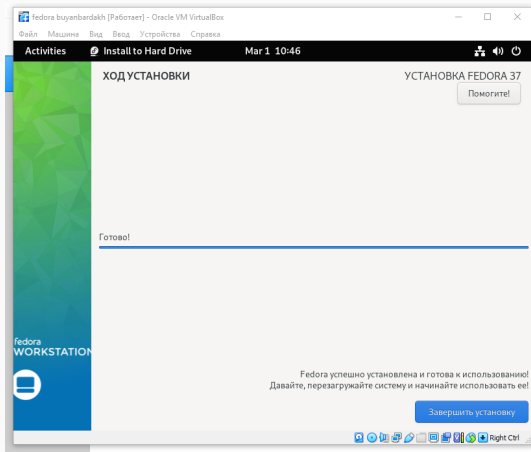 fedora buyanbardakh [Работает] - Oracle VM VirtualBox
Файл Машина Вид Ввод Устройства Справка
Activities Install to Hard Drive Mar 1 10:46
ХОД УСТАНОВКИ
УСТАНОВКА FEDORA 37
Помогите!
Готово!
fedora
WORKSTATION
Fedora успешно установлена и готова к использованию!
Давайте, перезагружайте систему и начинайте использовать ее!
Завершить установку
Right Ctrl